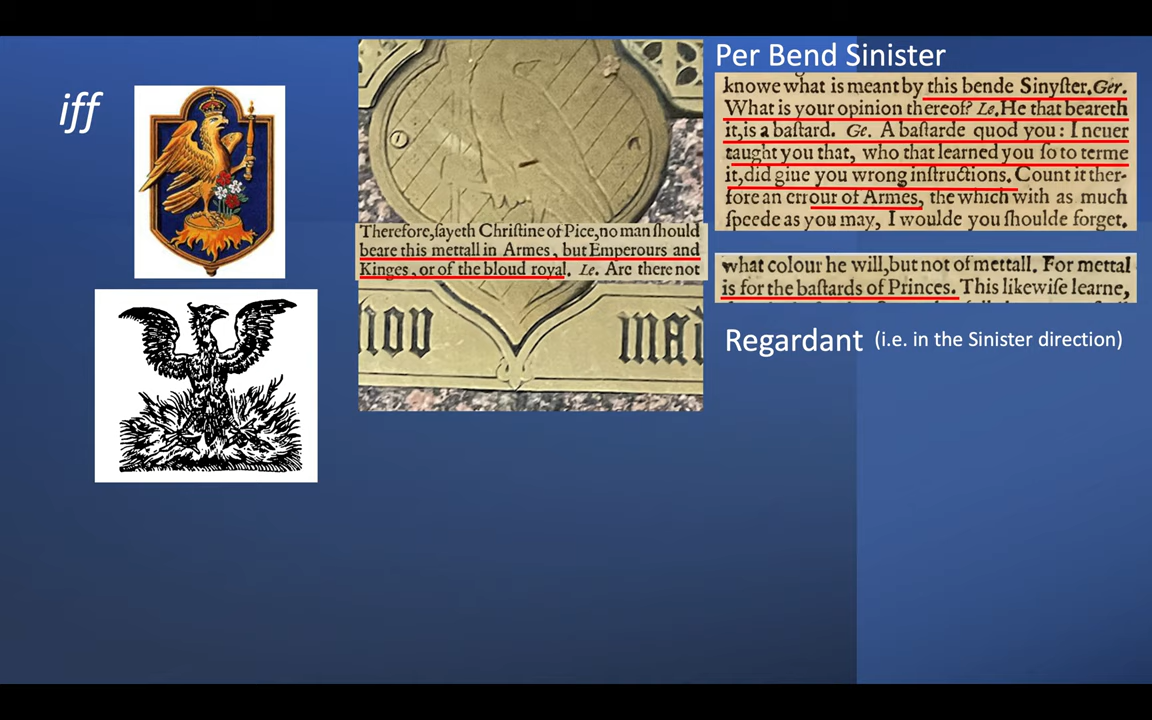 iff
Therefore,ſayeth Chriſtine of Pice,no man ſhould
beare this mettall in Armes, but Emperours and
Kinges, or of the bloud royal. Le. Are there not
Per Bend Sinister
knowe what is meant by this bende Sinyſter. Ger.
What is your opinion thereof? Le. He that beareth
it, is a baſtard. Ge. A baſtarde quod you: I neuer
taught you that, who that learned you ſo to terme
it, did giue you wrong inſtructions. Count it ther-
fore an errour of Armes, the which with as much
ſpeede as you may, I woulde you ſhoulde forget.
what colour he will,but not of mettall. For mettal
is for the baſtards of Princes. This likewiſe learne,
Regardant (i.e. in the Sinister direction)